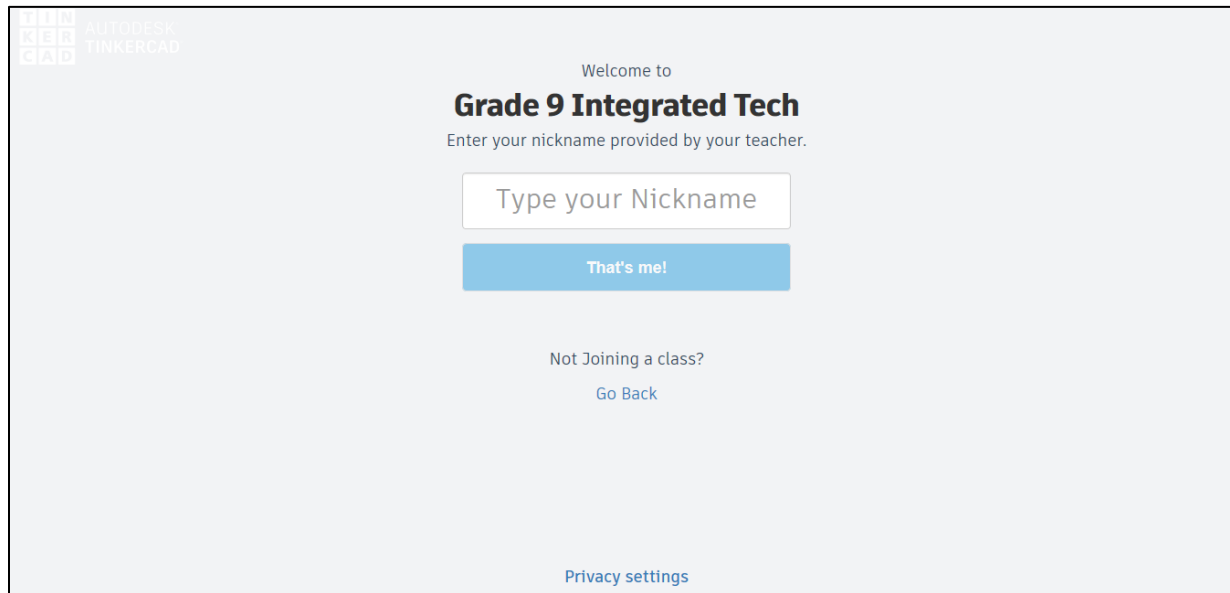 TIN
KER
CAD
AUTODESK
TINKERCAD
Welcome to
Grade 9 Integrated Tech
Enter your nickname provided by your teacher.
Type your Nickname
That's me!
Not Joining a class?
Go Back
Privacy settings